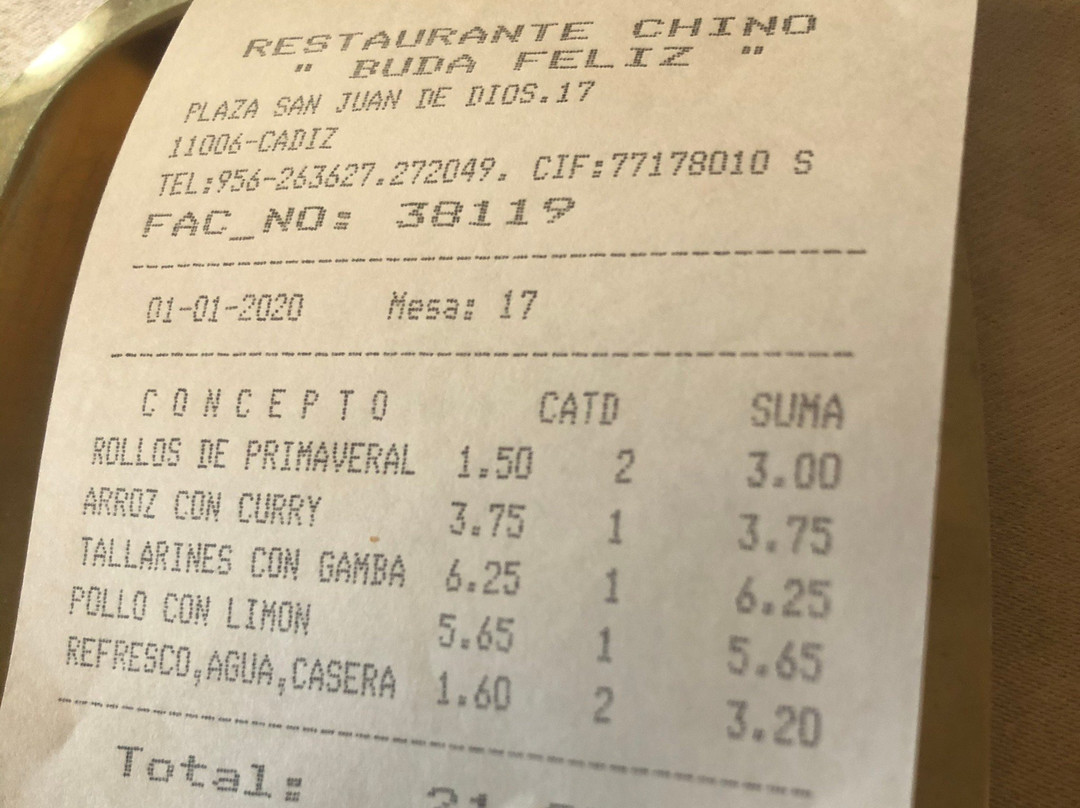 RESTAURANTE CHINO
" BUDA FELIZ "
PLAZA SAN JUAN DE DIOS.17
11006-CADIZ
TEL:956-263627.272049. CIF:77178010 S
FAC_NO: 38119
01-01-2020 Mesa: 17
C O N C E P T O CATD SUMA
ROLLOS DE PRIMAVERAL 1.50 2 3.00
ARROZ CON CURRY 3.75 1 3.75
TALLARINES CON GAMBA 6.25 1 6.25
POLLO CON LIMON 5.65 1 5.65
REFRESCO,AGUA,CASERA 1.60 2 3.20
Total: